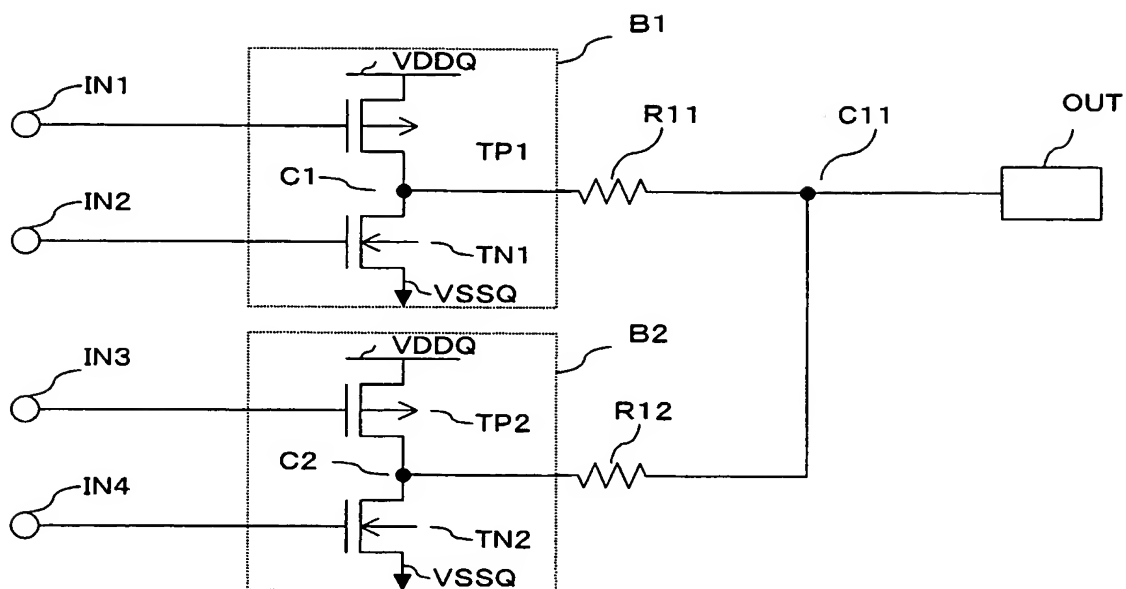 B1
VDDQ
IN1
OUT
R11
C11
TP1
C1
IN2
TN1
VSSQ
B2
VDDQ
IN3
R12
TP2
C2
IN4
TN2
VSSQ